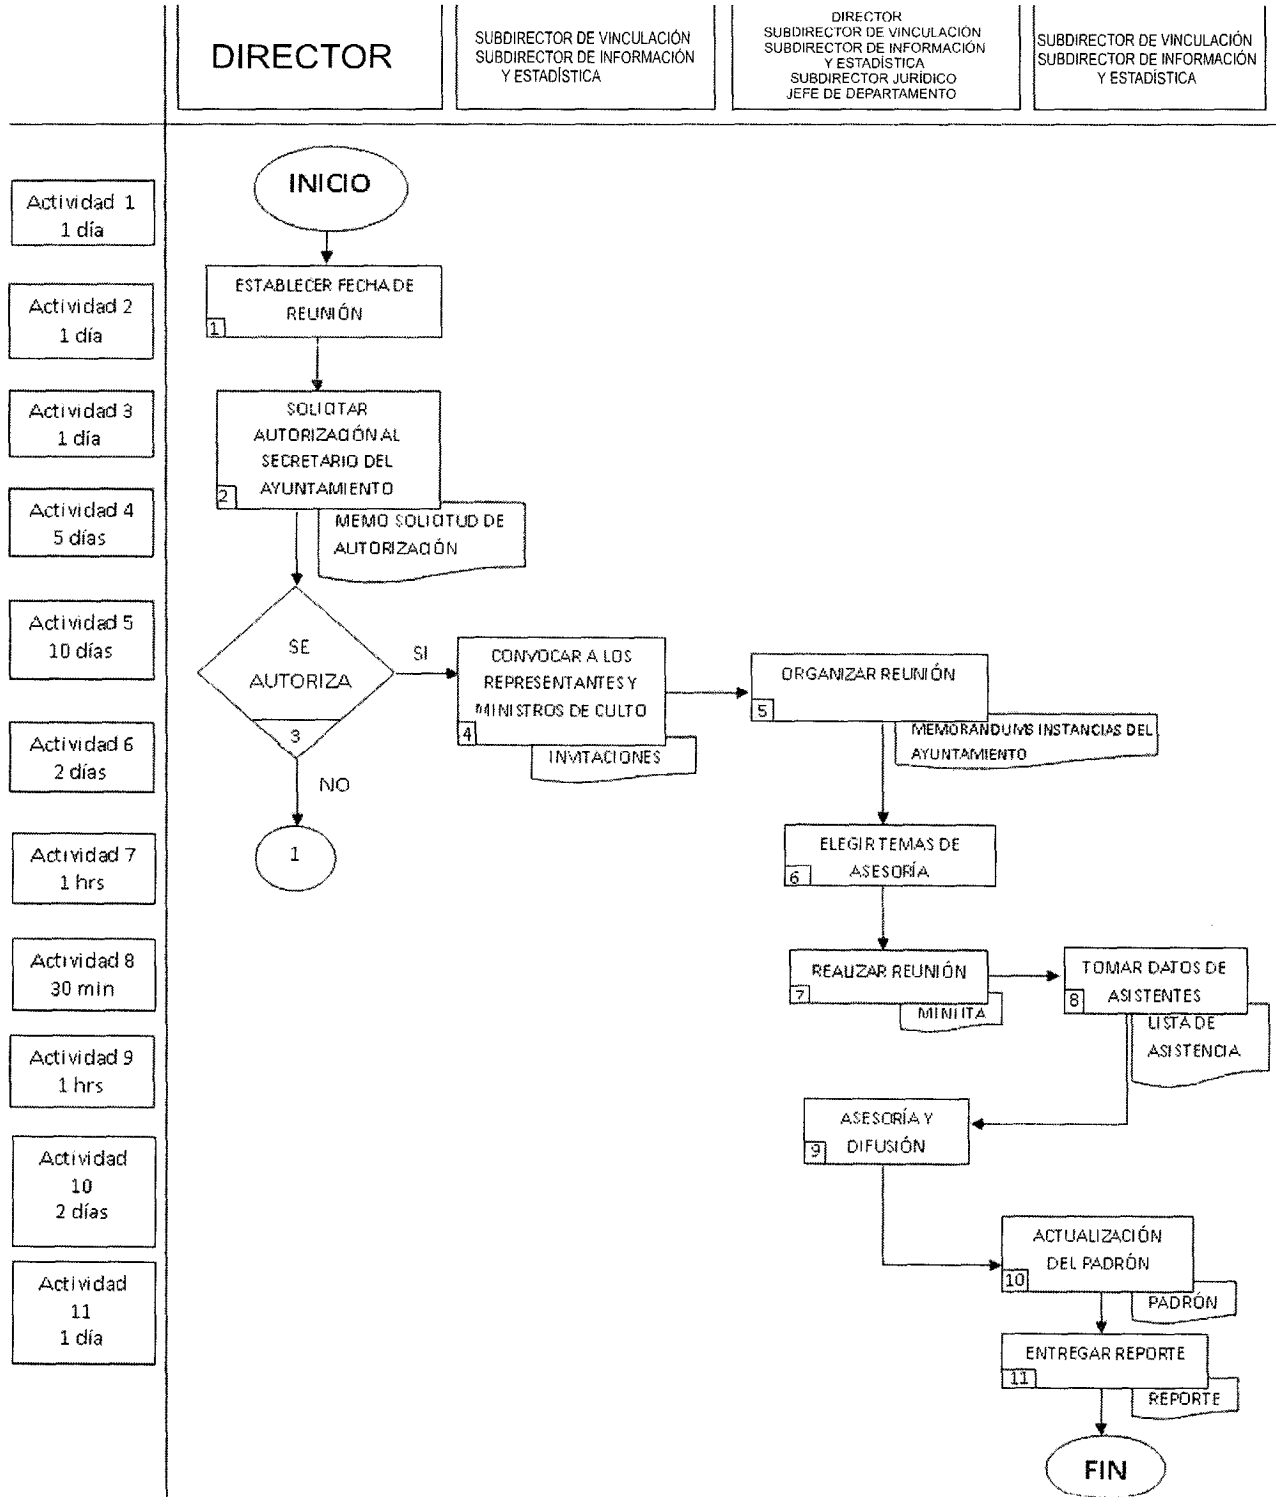 DIRECTOR
SUBDIRECTOR DE VINCULACIÓN
SUBDIRECTOR DE INFORMACIÓN
Y ESTADÍSTICA
DIRECTOR
SUBDIRECTOR DE VINCULACIÓN
SUBDIRECTOR DE INFORMACIÓN
Y ESTADÍSTICA
SUBDIRECTOR JURÍDICO
JEFE DE DEPARTAMENTO
SUBDIRECTOR DE VINCULACIÓN
SUBDIRECTOR DE INFORMACIÓN
Y ESTADÍSTICA
Actividad 1
1 día
Actividad 2
1 día
Actividad 3
1 día
Actividad 4
5 días
Actividad 5
10 días
Actividad 6
2 días
Actividad 7
1 hrs
Actividad 8
30 min
Actividad 9
1 hrs
Actividad
10
2 días
Actividad
11
1 día
INICIO
ESTABLECER FECHA DE
REUNIÓN
1
SOLICITAR
AUTORIZACIÓN AL
SECRETARIO DEL
AYUNTAMIENTO
2
MEMO SOLICITUD DE
AUTORIZACIÓN
SE
AUTORIZA
3
SI
NO
1
CONVOCAR A LOS
REPRESENTANTES Y
MINISTROS DE CULTO
4
INVITACIONES
ORGANIZAR REUNIÓN
5
MEMORANDUMS INSTANCIAS DEL
AYUNTAMIENTO
ELEGIR TEMAS DE
ASESORÍA
6
REALIZAR REUNIÓN
7
MINUTA
TOMAR DATOS DE
ASISTENTES
8
LISTA DE
ASISTENCIA
ASESORÍA Y
DIFUSIÓN
9
ACTUALIZACIÓN
DEL PADRÓN
10
PADRÓN
ENTREGAR REPORTE
11
REPORTE
FIN